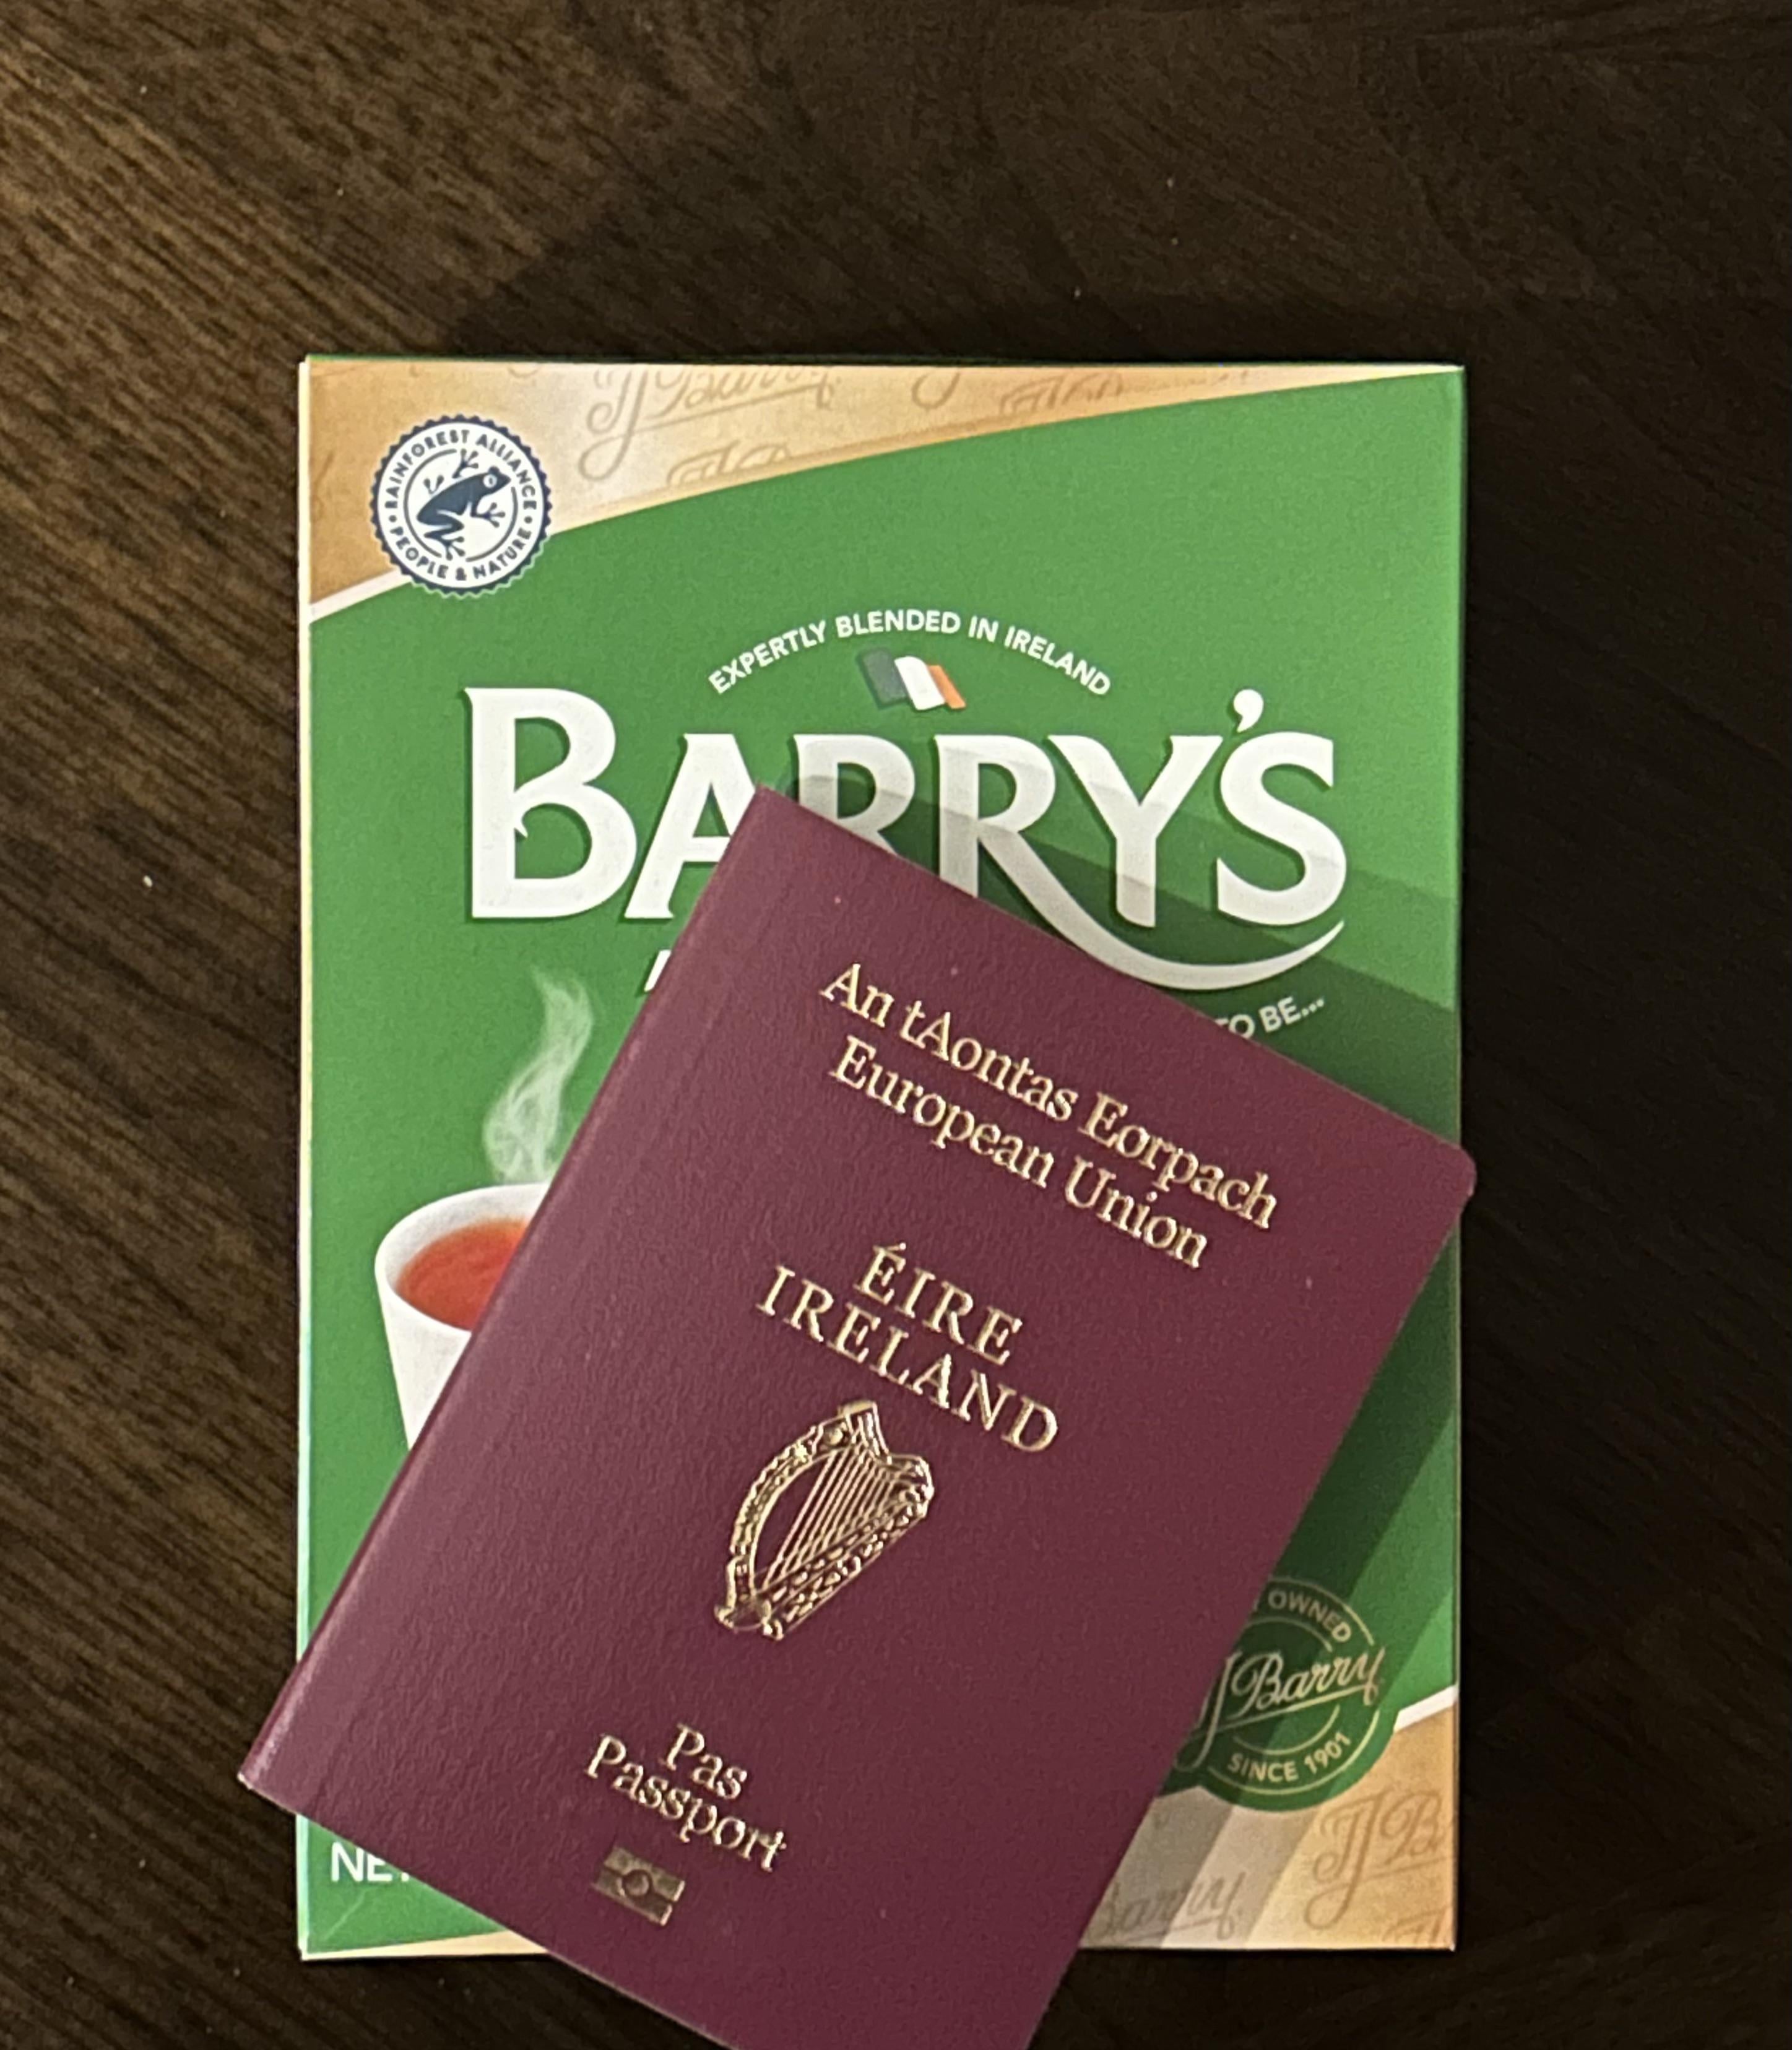 RAINFOREST ALLIANCE
PEOPLE & NATURE
EXPERTLY BLENDED IN IRELAND
BARRY'S
TO BE...
An tAontas Eorpach
European Union
ÉIRE
IRELAND
Pas
Passport
OWNED
Barry
SINCE 1901